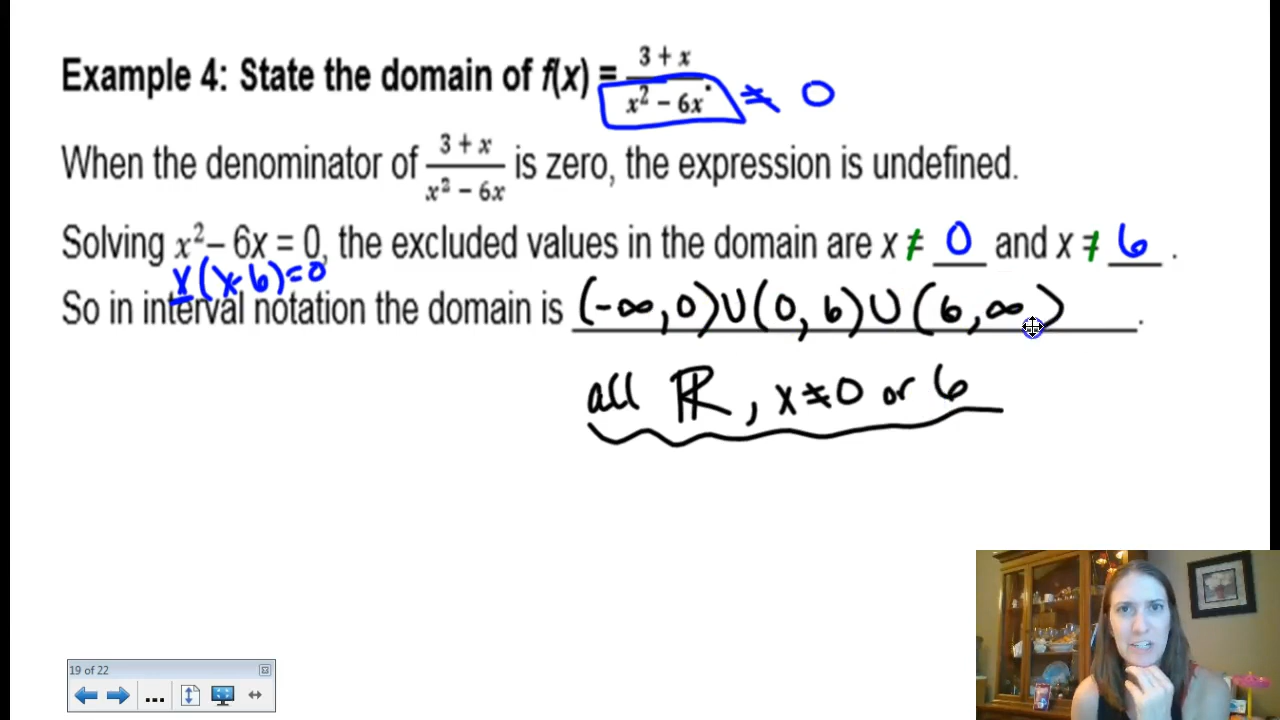 Example 4: State the domain of f(x) = (3 + x)/(x² – 6x). ≠ 0
When the denominator of (3 + x)/(x² – 6x) is zero, the expression is undefined.
Solving x² – 6x = 0, the excluded values in the domain are x ≠ 0 and x ≠ 6.
x(x-6)=0
So in interval notation the domain is (-∞, 0)U(0, 6)U(6, ∞).
all ℝ, x≠0 or 6
19 of 22